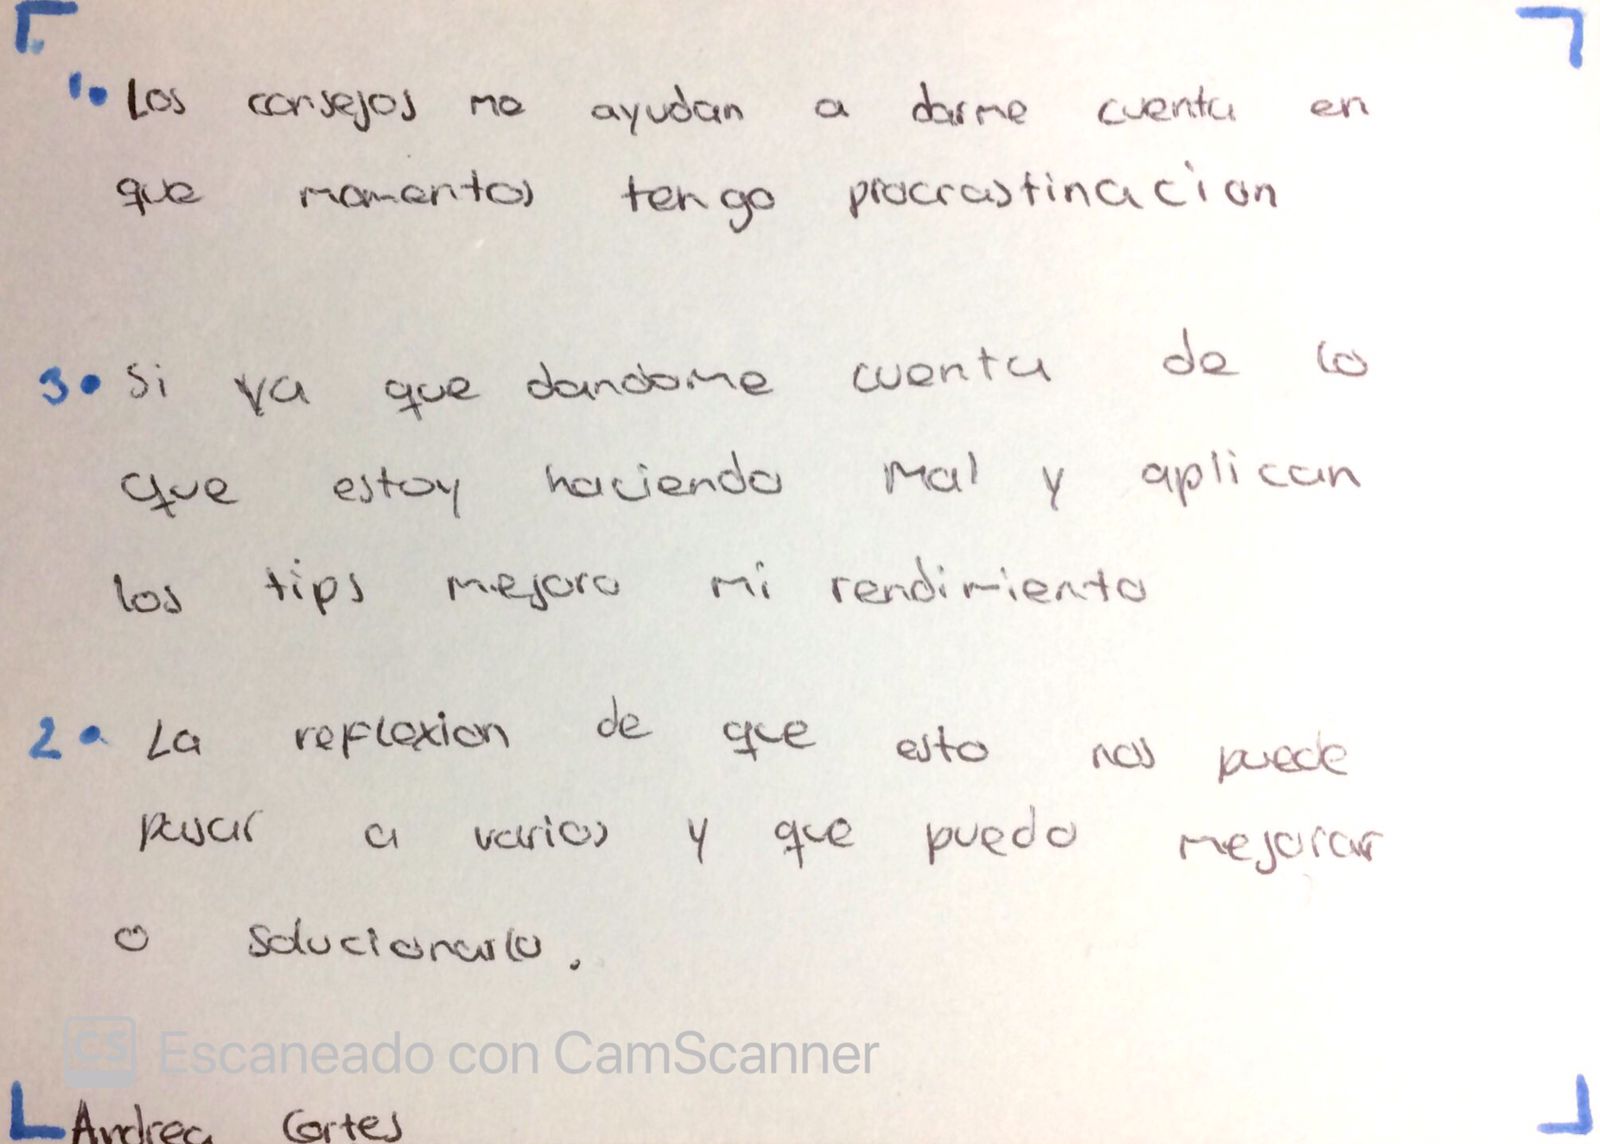 1. Los consejos me ayudan a darme cuenta en
que momentos tengo procrastinacion
3. Si ya que dandome cuenta de lo
que estoy haciendo mal y aplican
los tips mejoro mi rendimiento
2. La reflexion de que esto nos puede
pasar a varios y que puedo mejorar
o solucionarlo.
CS Escaneado con CamScanner
Andrea Cortes